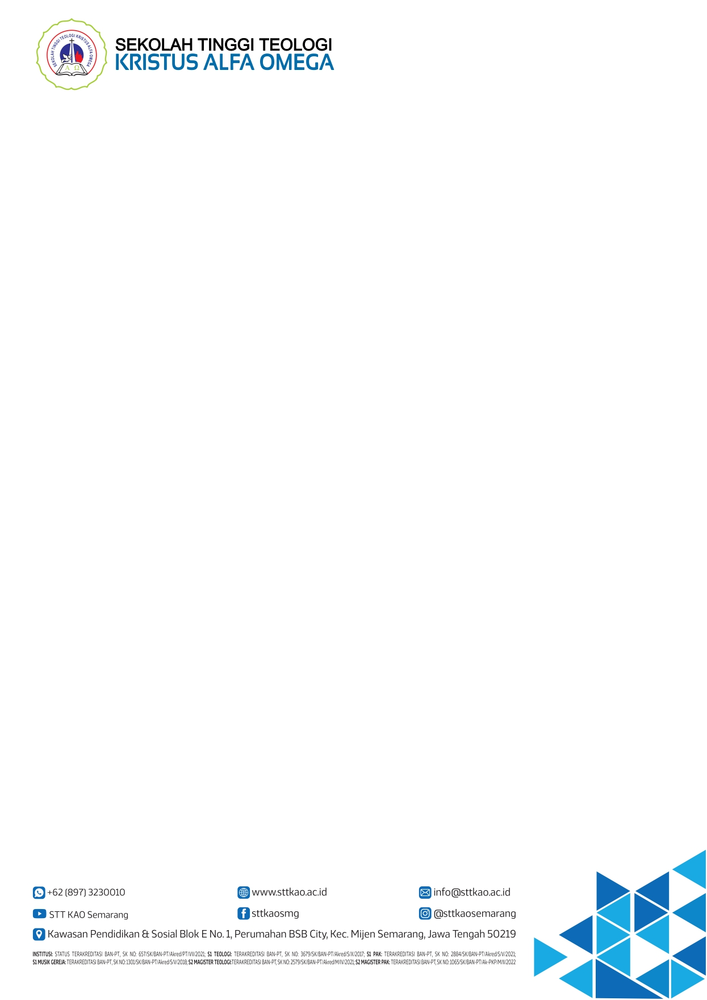 SEKOLAH TINGGI TEOLOGI KRISTUS ALFA OMEGA
Α Ω
SEKOLAH TINGGI TEOLOGI
KRISTUS ALFA OMEGA
+62 (897) 3230010
www.sttkao.ac.id
info@sttkao.ac.id
STT KAO Semarang
sttkaosmg
@sttkaosemarang
Kawasan Pendidikan & Sosial Blok E No. 1, Perumahan BSB City, Kec. Mijen Semarang, Jawa Tengah 50219
INSTITUSI: STATUS TERAKREDITASI BAN-PT, SK NO: 657/SK/BAN-PT/Akred/PT/VII/2021; S1 TEOLOGI: TERAKREDITASI BAN-PT, SK NO: 3679/SK/BAN-PT/Akred/S/X/2017; S1 PAK: TERAKREDITASI BAN-PT, SK NO: 2884/SK/BAN-PT/Akred/S/V/2021;
S1 MUSIK GEREJA: TERAKREDITASI BAN-PT, SK NO: 1301/SK/BAN-PT/Akred/S/V/2018; S2 MAGISTER TEOLOGI:TERAKREDITASI BAN-PT, SK NO: 2579/SK/BAN-PT/Akred/M/IV/2021; S2 MAGISTER PAK: TERAKREDITASI BAN-PT, SK NO: 1065/SK/BAN-PT/Ak-PKP/M/II/2022